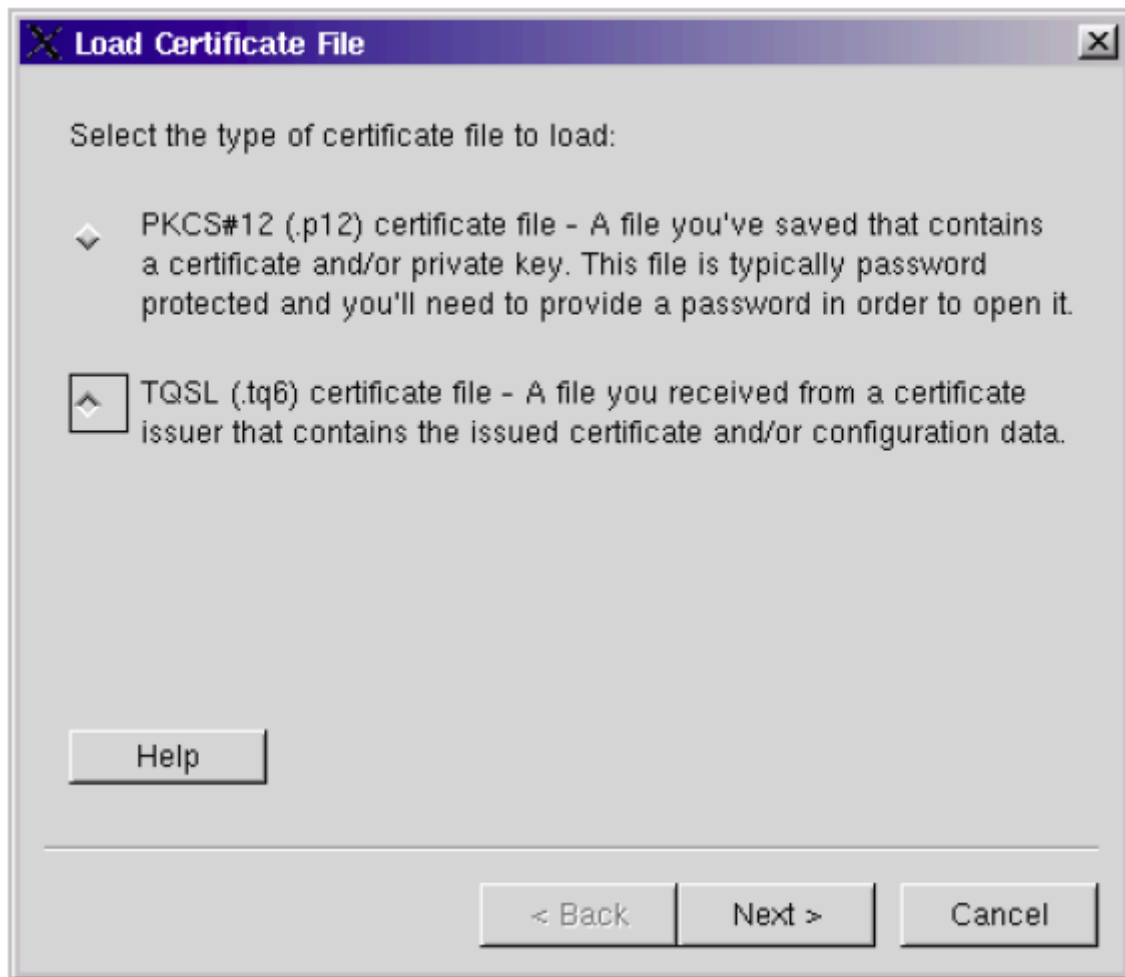 Load Certificate File
Select the type of certificate file to load:
PKCS#12 (.p12) certificate file - A file you've saved that contains
a certificate and/or private key. This file is typically password
protected and you'll need to provide a password in order to open it.
TQSL (.tq6) certificate file - A file you received from a certificate
issuer that contains the issued certificate and/or configuration data.
Help
< Back Next > Cancel